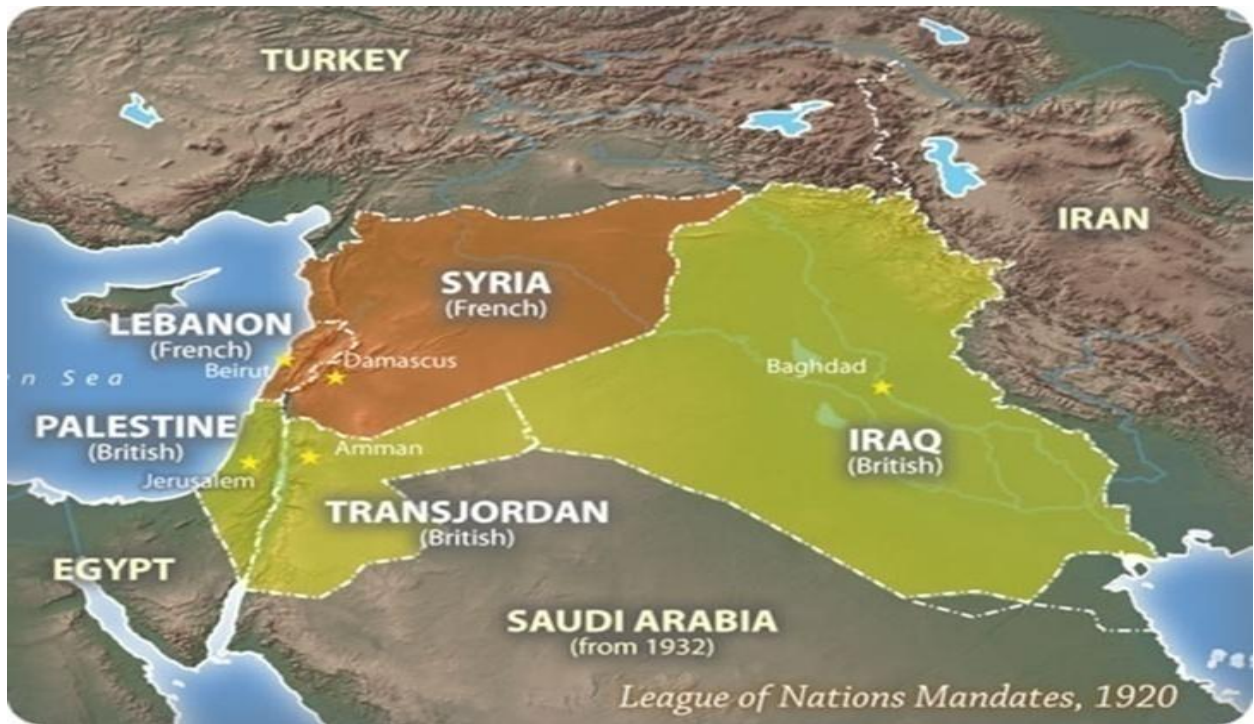 TURKEY
IRAN
SYRIA
(French)
LEBANON
(French)
Beirut
Damascus
n Sea
Baghdad
PALESTINE
(British)
Jerusalem
Amman
IRAQ
(British)
TRANSJORDAN
(British)
EGYPT
SAUDI ARABIA
(from 1932)
League of Nations Mandates, 1920